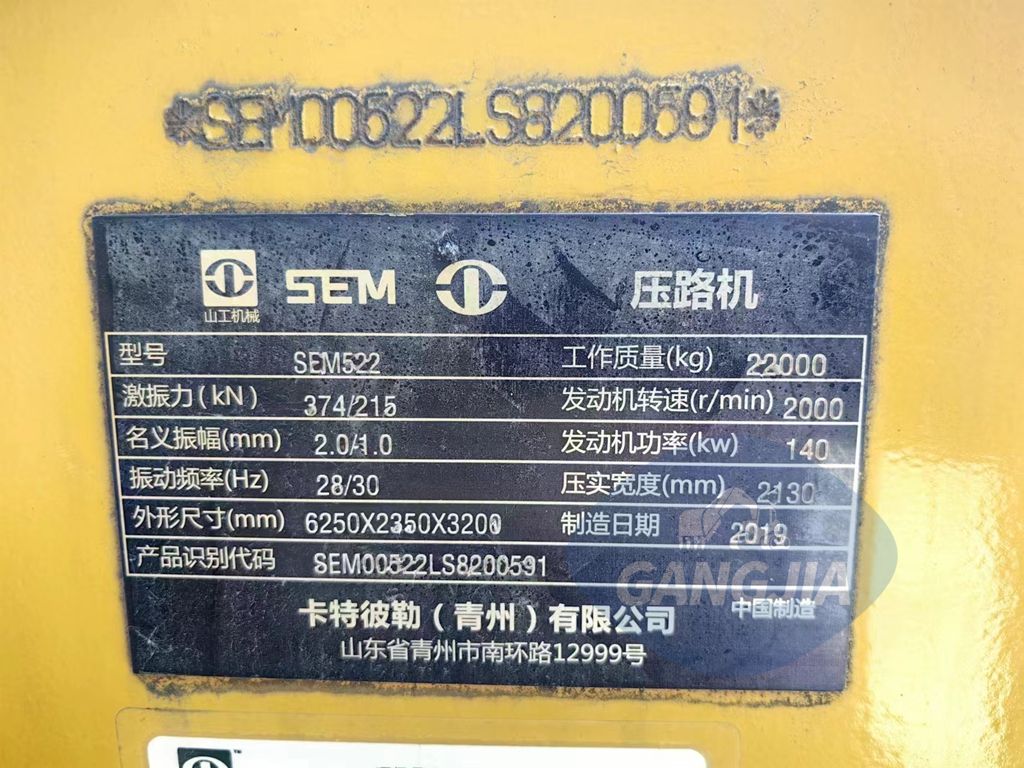 *SEM00522LS8200591*
山工机械 SEM 压路机
型号 SEM522 工作质量(kg) 22000
激振力(kN) 374/215 发动机转速(r/min) 2000
名义振幅(mm) 2.0/1.0 发动机功率(kw) 140
振动频率(Hz) 28/30 压实宽度(mm) 2130
外形尺寸(mm) 6250X2350X3200 制造日期 2019
产品识别代码 SEM00522LS8200591
GANG JIA
卡特彼勒(青州)有限公司 中国制造
山东省青州市南环路12999号